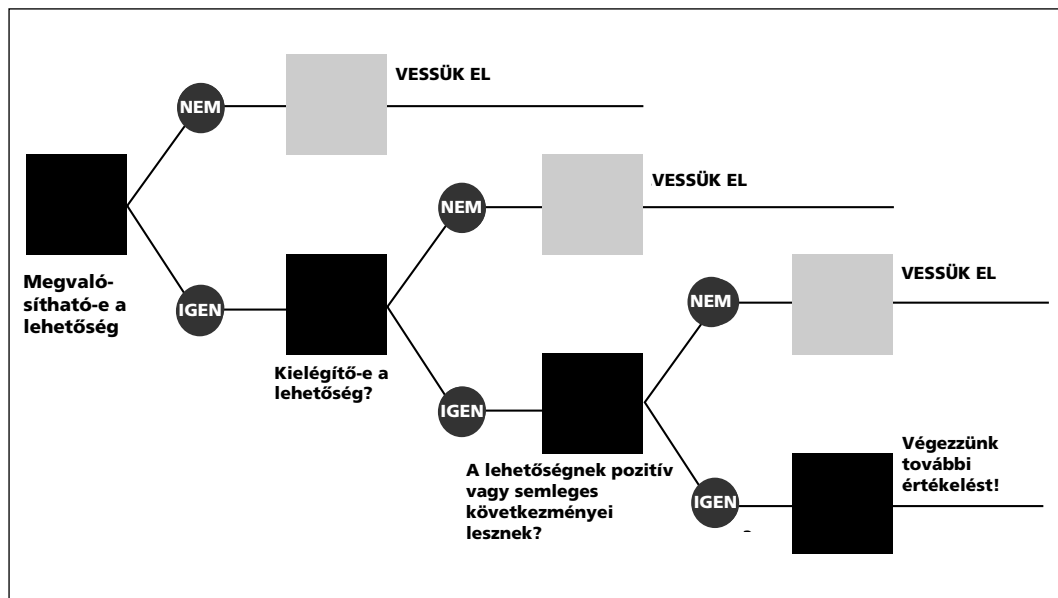 NEM
VESSÜK EL
Megvaló-
sítható-e a
lehetőség
IGEN
Kielégítő-e a
lehetőség?
NEM
VESSÜK EL
IGEN
A lehetőségnek pozitív
vagy semleges
következményei
lesznek?
NEM
VESSÜK EL
IGEN
Végezzünk
további
értékelést!